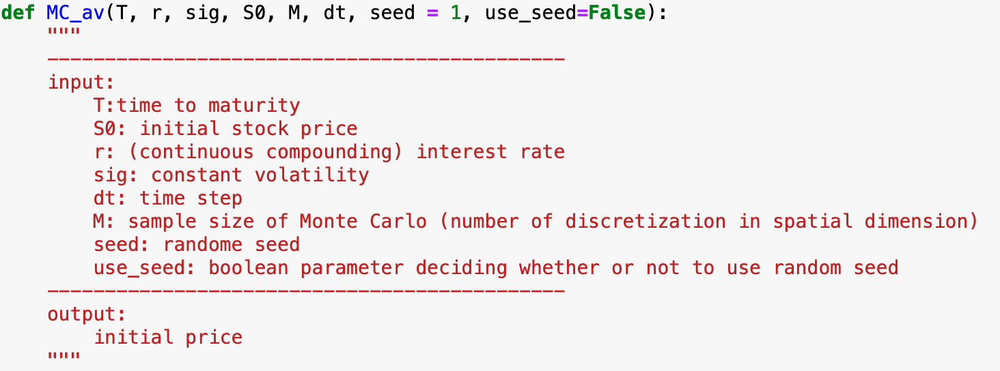 def MC_av(T, r, sig, S0, M, dt, seed = 1, use_seed=False):
    """
    ---------------------------------------------
    input:
        T:time to maturity
        S0: initial stock price
        r: (continuous compounding) interest rate
        sig: constant volatility
        dt: time step
        M: sample size of Monte Carlo (number of discretization in spatial dimension)
        seed: randome seed
        use_seed: boolean parameter deciding whether or not to use random seed
    ---------------------------------------------
    output:
        initial price
    """